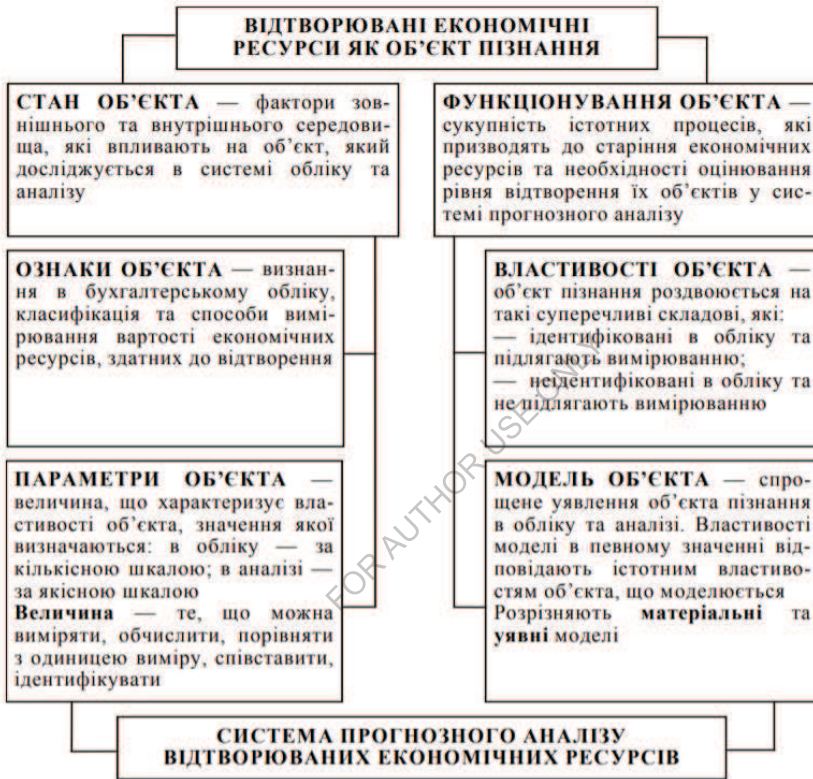 ВІДТВОРЮВАНІ ЕКОНОМІЧНІ
РЕСУРСИ ЯК ОБ’ЄКТ ПІЗНАННЯ
СТАН ОБ’ЄКТА — фактори зов-
нішнього та внутрішнього середови-
ща, які впливають на об’єкт, який
досліджується в системі обліку та
аналізу
ФУНКЦІОНУВАННЯ ОБ’ЄКТА —
сукупність істотних процесів, які
призводять до старіння економічних
ресурсів та необхідності оцінювання
рівня відтворення їх об’єктів у сис-
темі прогнозного аналізу
ОЗНАКИ ОБ’ЄКТА — визнан-
ня в бухгалтерському обліку,
класифікація та способи вимі-
рювання вартості економічних
ресурсів, здатних до відтворення
ВЛАСТИВОСТІ ОБ’ЄКТА —
об’єкт пізнання роздвоюється на
такі суперечливі складові, які:
— ідентифіковані в обліку та
підлягають вимірюванню;
— неідентифіковані в обліку та
не підлягають вимірюванню
ПАРАМЕТРИ ОБ’ЄКТА —
величина, що характеризує вла-
стивості об’єкта, значення якої
визначаються: в обліку — за
кількісною шкалою; в аналізі —
за якісною шкалою
Величина — те, що можна
виміряти, обчислити, порівняти
з одиницею виміру, співставити,
ідентифікувати
МОДЕЛЬ ОБ’ЄКТА — спро-
щене уявлення об’єкта пізнання
в обліку та аналізі. Властивості
моделі в певному значенні від-
повідають істотним властиво-
стям об’єкта, що моделюється
Розрізняють матеріальні та
уявні моделі
СИСТЕМА ПРОГНОЗНОГО АНАЛІЗУ
ВІДТВОРЮВАНИХ ЕКОНОМІЧНИХ РЕСУРСІВ
FOR AUTHOR USE ONLY